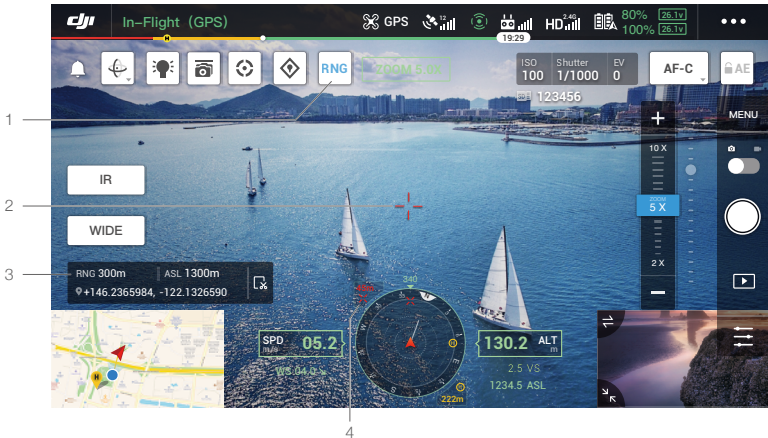 dji In-Flight (GPS) GPS 12 HD 2.4G 80% 26.1v
100% 26.1v
19:29
H
RNG ZOOM 5.0X ISO Shutter EV AF-C AE
100 1/1000 0
123456
1
MENU
10 X
IR
2
ZOOM
5 X
WIDE
2 X
3
RNG 300m ASL 1300m
+146.2365984, -122.1326590
340
N
W
E
S
SPD 05.2
m/s
WS 04.0
130.2 ALT
m
2.5 VS
1234.5 ASL
H
H
222m
H
4